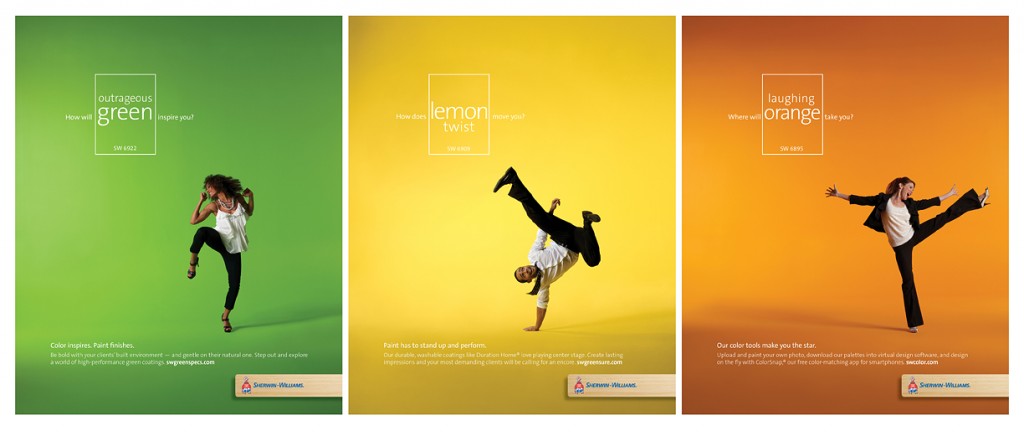 outrageous
How will green inspire you?
SW 6922
Color inspires. Paint finishes.
Be bold with your clients' built environment — and gentle on their natural one. Step out and explore
a world of high-performance green coatings. swgreenspecs.com
SHERWIN-WILLIAMS.
How does lemon move you?
twist
Paint has to stand up and perform.
Our durable, washable coatings like Duration Home® love playing center stage. Create lasting
impressions and your most demanding clients will be calling for an encore. swgreensure.com
SHERWIN-WILLIAMS.
laughing
Where will orange take you?
SW 6895
Our color tools make you the star.
Upload and paint your own photo, download our palettes into virtual design software, and design
on the fly with ColorSnap,® our free color-matching app for smartphones. swcolor.com
SHERWIN-WILLIAMS.